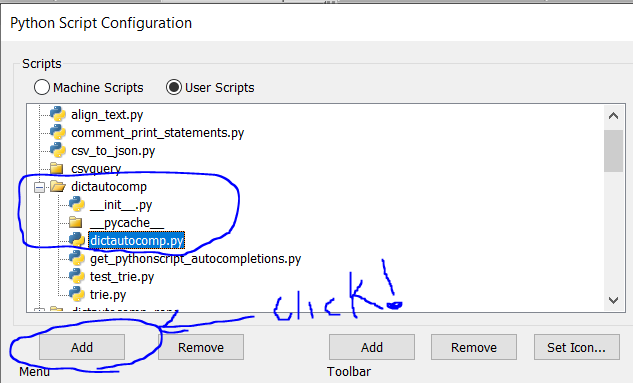 Python Script Configuration
Scripts
Machine Scripts User Scripts
align_text.py
comment_print_statements.py
csv_to_json.py
csvquery
dictautocomp
__init__.py
__pycache__
dictautocomp.py
get_pythonscript_autocompletions.py
test_trie.py
trie.py
click!
Add Remove Add Remove Set Icon...
Menu Toolbar